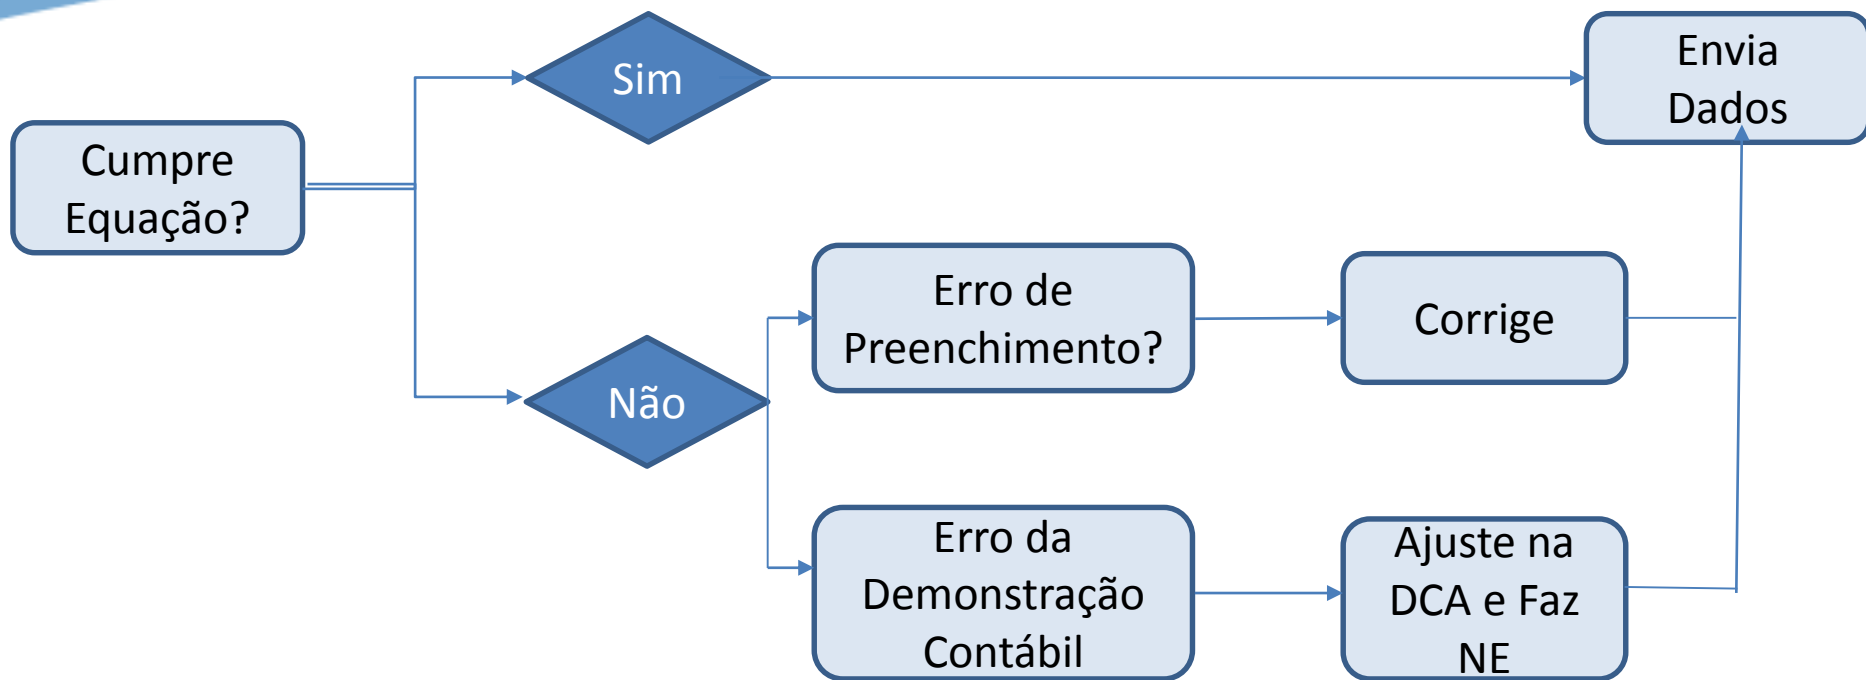 Sim
Envia
Dados
Cumpre
Equação?
Erro de
Preenchimento?
Corrige
Não
Erro da
Demonstração
Contábil
Ajuste na
DCA e Faz
NE